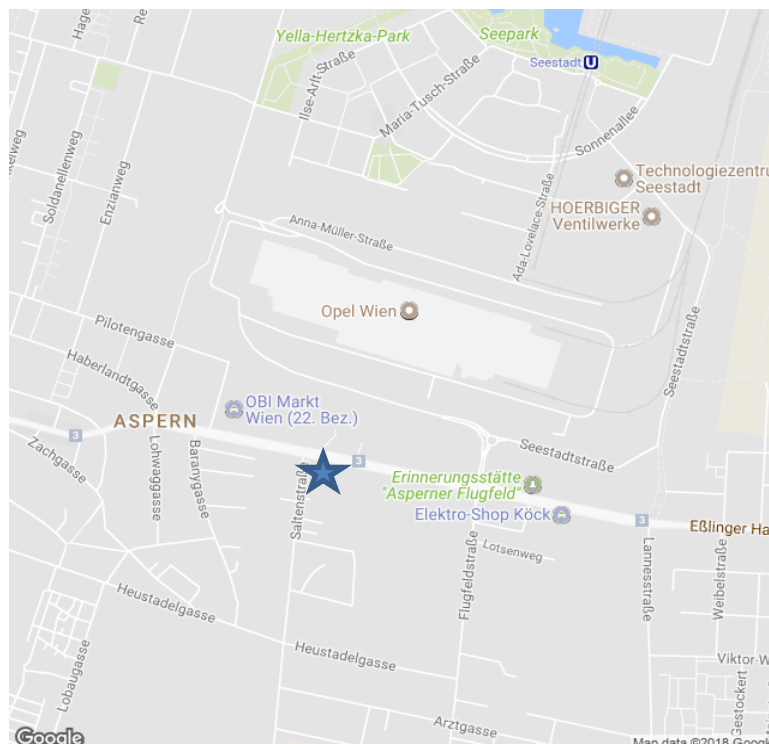 Yella-Hertzka-Park
Seepark
Seestadt U
Ilse-Arlt-Straße
Maria-Tusch-Straße
Sonnenallee
Soldanellenweg
Enzianweg
Technologiezentru
Seestadt
HOERBIGER
Ventilwerke
Ada-Lovelace-Straße
Anna-Müller-Straße
Opel Wien
Seestadtstraße
Pilotengasse
Haberlandtgasse
OBI Markt
Wien (22. Bez.)
ASPERN
3
Zachgasse
Lohwaggasse
Baranygasse
Saltenstraße
3
Seestadtstraße
Erinnerungsstätte
"Asperner Flugfeld"
Elektro-Shop Köck
3
Eßlinger Ha
Lotsenweg
Flugfeldstraße
Lannesstraße
Weibelstraße
Heustadelgasse
Heustadelgasse
Lobaugasse
Viktor-W
Gestockert
Arztgasse
Google
Map data ©2018 Google